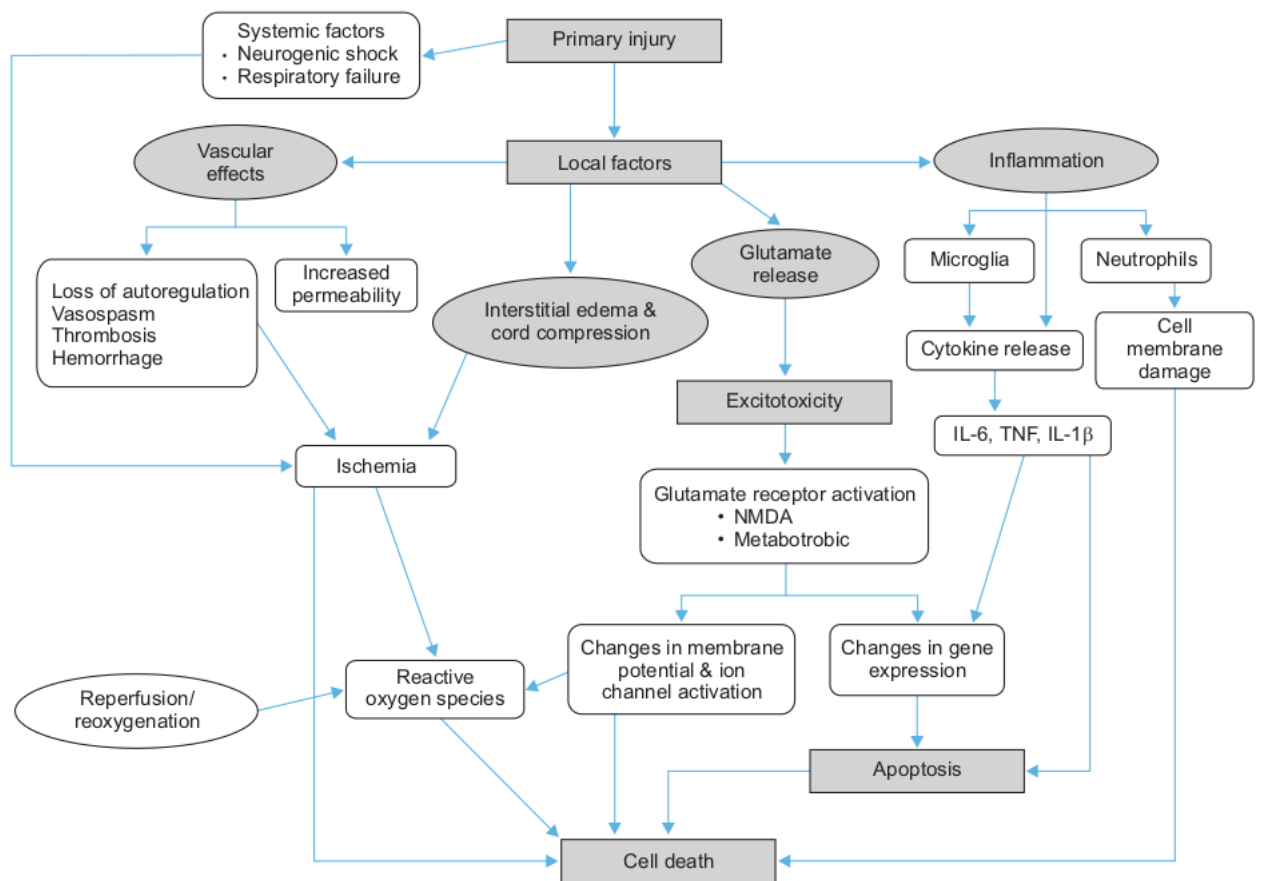 Systemic factors
• Neurogenic shock
• Respiratory failure
Primary injury
Vascular
effects
Local factors
Inflammation
Glutamate
release
Microglia
Neutrophils
Loss of autoregulation
Vasospasm
Thrombosis
Hemorrhage
Increased
permeability
Interstitial edema &
cord compression
Cytokine release
Cell
membrane
damage
Excitotoxicity
IL-6, TNF, IL-1β
Ischemia
Glutamate receptor activation
• NMDA
• Metabotrobic
Changes in membrane
potential & ion
channel activation
Changes in gene
expression
Reactive
oxygen species
Reperfusion/
reoxygenation
Apoptosis
Cell death